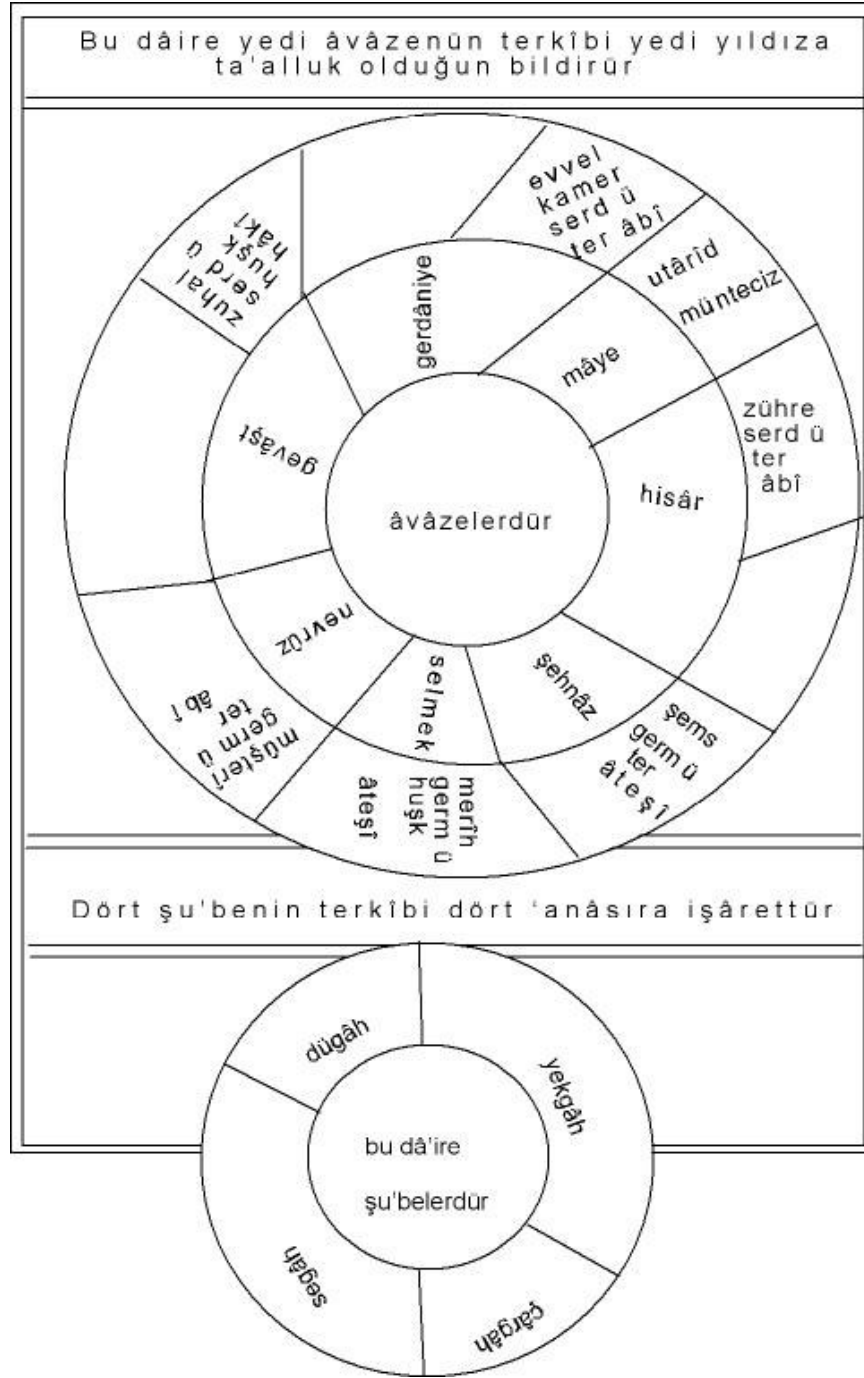 Bu dâire yedi âvâzenün terkîbi yedi yıldıza
ta'alluk olduğun bildirür
evvel
kamer
serd ü
ter âbî
utârîd
münteciz
zühre
serd ü
ter
âbî
şems
germ ü
ter
âteşî
merîh
germ ü
huşk
âteşî
müşterî
germ ü
ter
âbî
zuhal
serd ü
huşk
hâkî
gerdâniye
mâye
hisâr
şehnâz
selmek
nevrûz
gevâşt
âvâzelerdür
Dört şu'benin terkîbi dört 'anâsıra işârettür
dügâh
yekgâh
çârgâh
segâh
bu dâ'ire
şu'belerdür